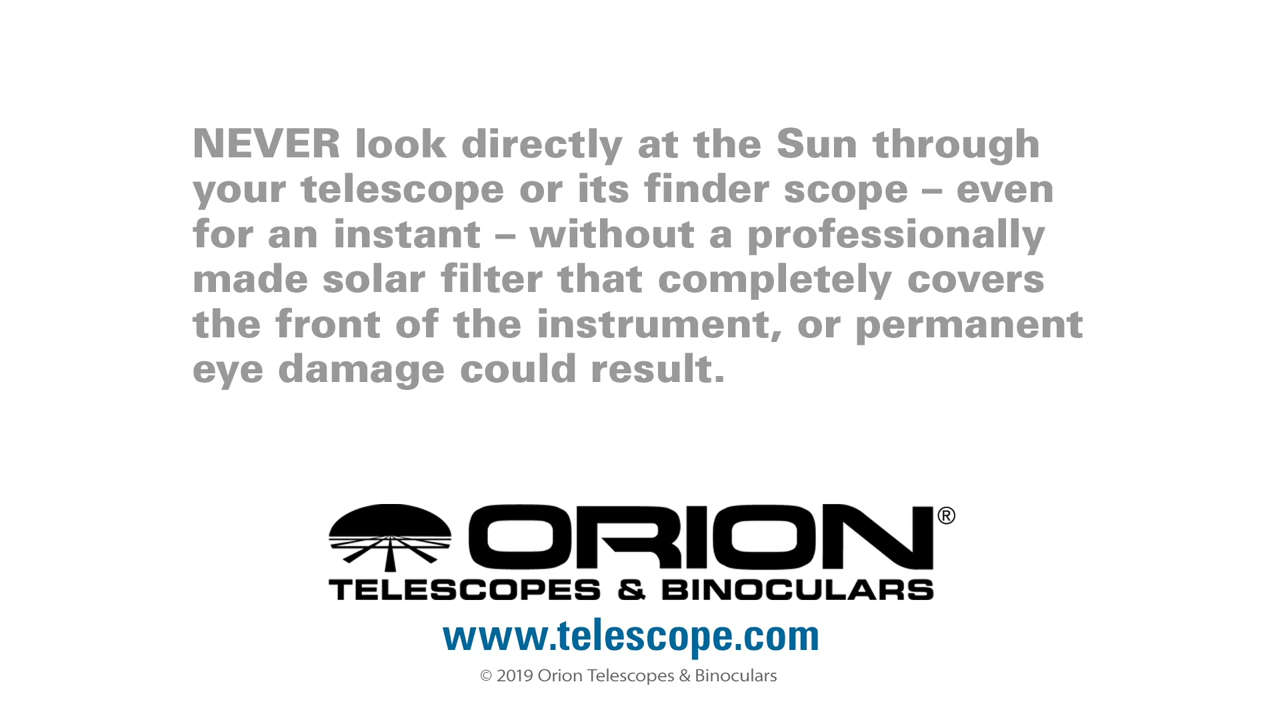 NEVER look directly at the Sun through
your telescope or its finder scope – even
for an instant – without a professionally
made solar filter that completely covers
the front of the instrument, or permanent
eye damage could result.
ORION®
TELESCOPES & BINOCULARS
www.telescope.com
© 2019 Orion Telescopes & Binoculars